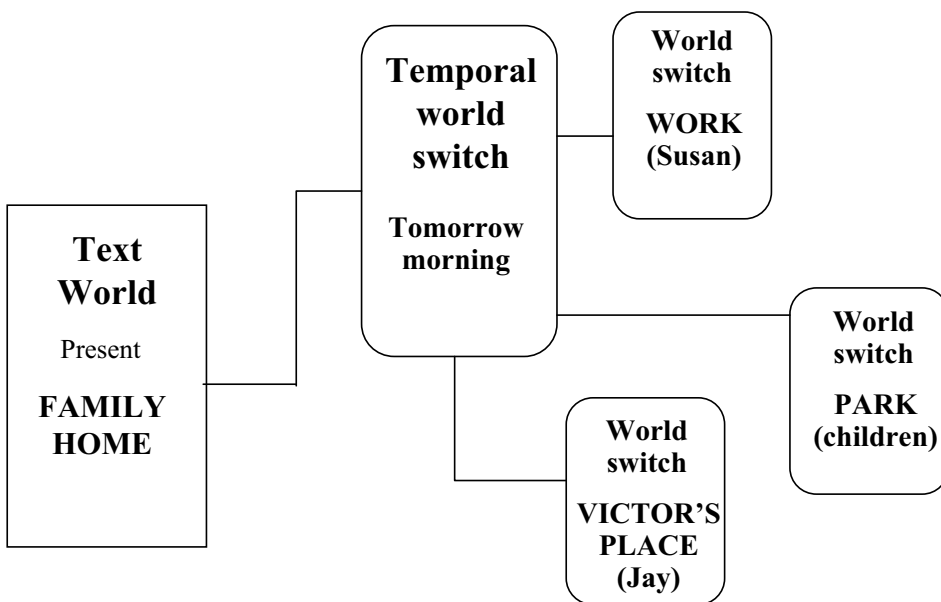 Text
World
Present
FAMILY
HOME
Temporal
world
switch
Tomorrow
morning
World
switch
WORK
(Susan)
World
switch
PARK
(children)
World
switch
VICTOR’S
PLACE
(Jay)